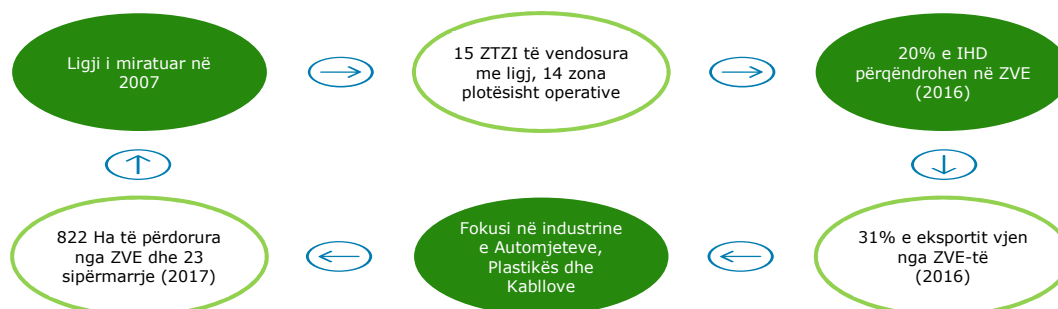 Ligji i miratuar në
2007
15 ZTZI të vendosura
me ligj, 14 zona
plotësisht operative
20% e IHD
përqëndrohen në ZVE
(2016)
31% e eksportit vjen
nga ZVE-të
(2016)
Fokusi në industrine
e Automjeteve,
Plastikës dhe
Kabllove
822 Ha të përdorura
nga ZVE dhe 23
sipërmarrje (2017)